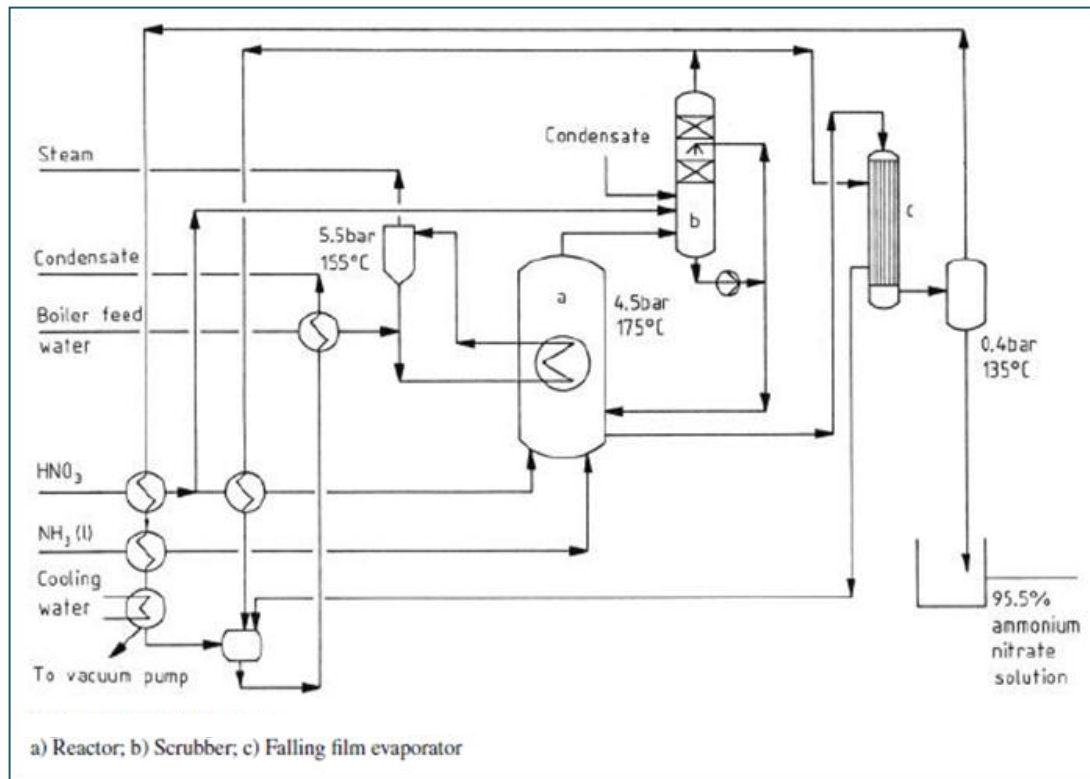 Steam
Condensate
Boiler feed
water
HNO₃
NH₃(l)
Cooling
water
To vacuum pump
5.5bar
155°C
Condensate
a
4.5bar
175°C
b
c
0.4bar
135°C
95.5%
ammonium
nitrate
solution
a) Reactor; b) Scrubber; c) Falling film evaporator